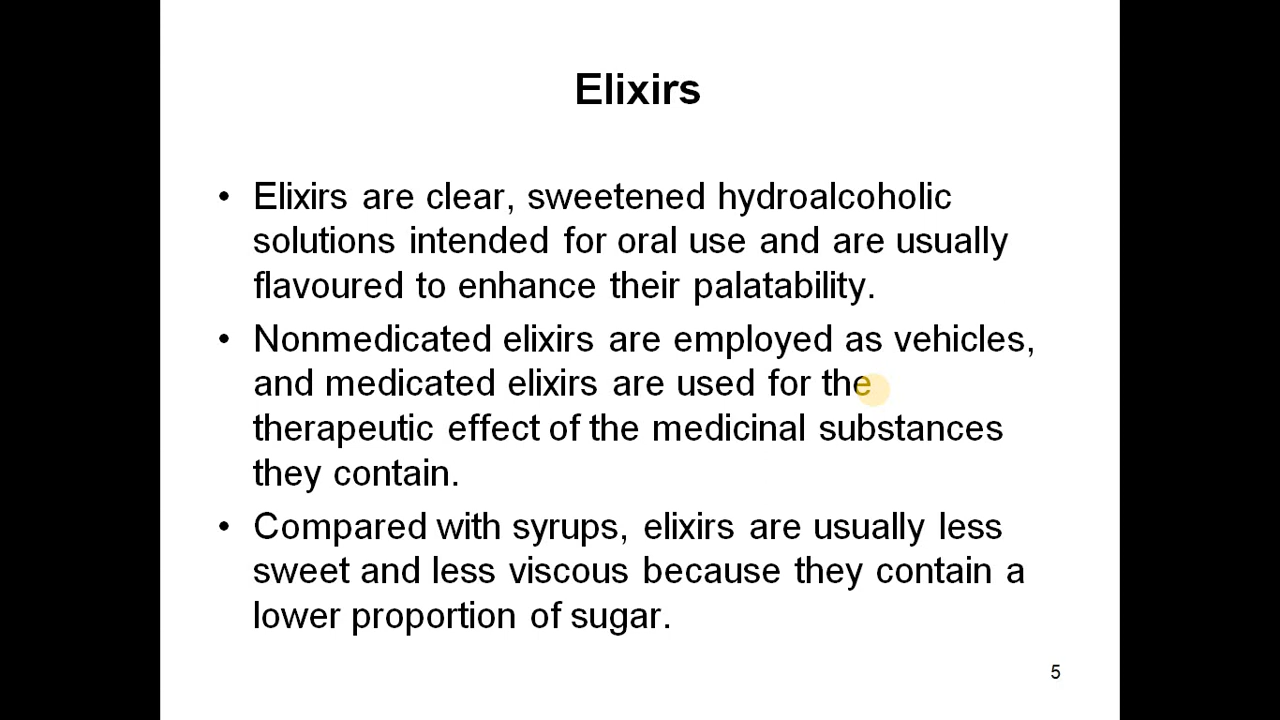 Elixirs
• Elixirs are clear, sweetened hydroalcoholic
solutions intended for oral use and are usually
flavoured to enhance their palatability.
• Nonmedicated elixirs are employed as vehicles,
and medicated elixirs are used for the
therapeutic effect of the medicinal substances
they contain.
• Compared with syrups, elixirs are usually less
sweet and less viscous because they contain a
lower proportion of sugar.
5